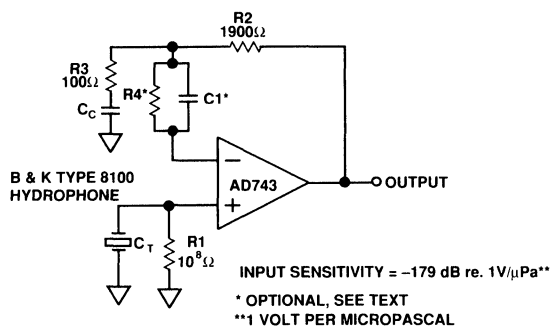 R2
1900Ω
R3
100Ω
R4*
C1*
CC
B & K TYPE 8100
HYDROPHONE
−
AD743
+
OUTPUT
CT
R1
10⁸Ω
INPUT SENSITIVITY = –179 dB re. 1V/μPa**
* OPTIONAL, SEE TEXT
**1 VOLT PER MICROPASCAL